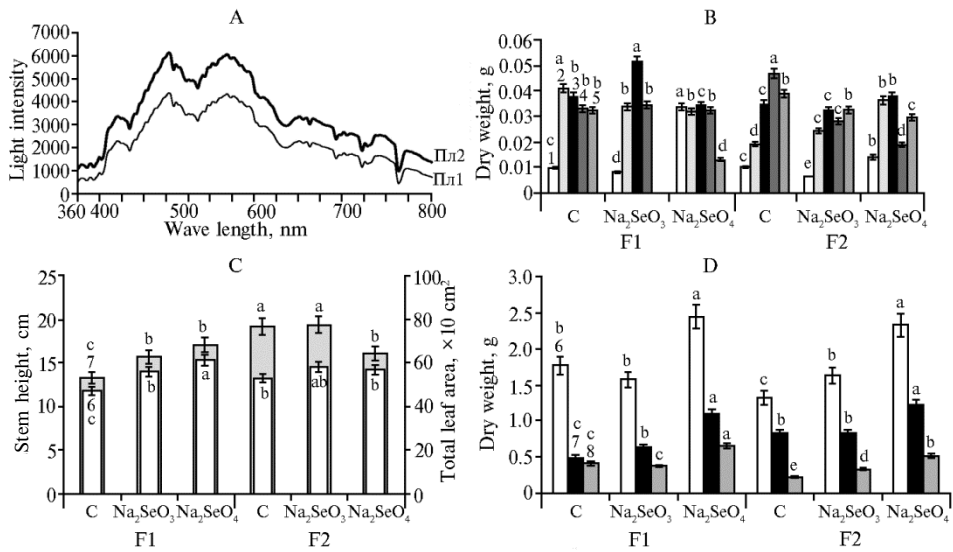 A
7000
6000
5000
4000
3000
2000
1000
0
Light intensity
360 400 500 600 700 800
Wave length, nm
Пл2
Пл1
B
0.06
0.05
0.04
0.03
0.02
0.01
0
Dry weight, g
c 1 a 2 b 3 b 4 b 5
d b a b
a b c b d
c d c a b
e c b c b
b a a d c
C Na₂SeO₃ Na₂SeO₄ C Na₂SeO₃ Na₂SeO₄
F1 F2
C
25
20
15
10
5
0
Stem height, cm
100
80
60
40
20
0
Total leaf area, ×10 cm²
c 7 b b a a b
6 c b a b ab b
C Na₂SeO₃ Na₂SeO₄ C Na₂SeO₃ Na₂SeO₄
F1 F2
D
3.0
2.5
2.0
1.5
1.0
0.5
0
Dry weight, g
b 6 c 7 c 8
b b c
a a a
c b e
b b d
a a b
C Na₂SeO₃ Na₂SeO₄ C Na₂SeO₃ Na₂SeO₄
F1 F2